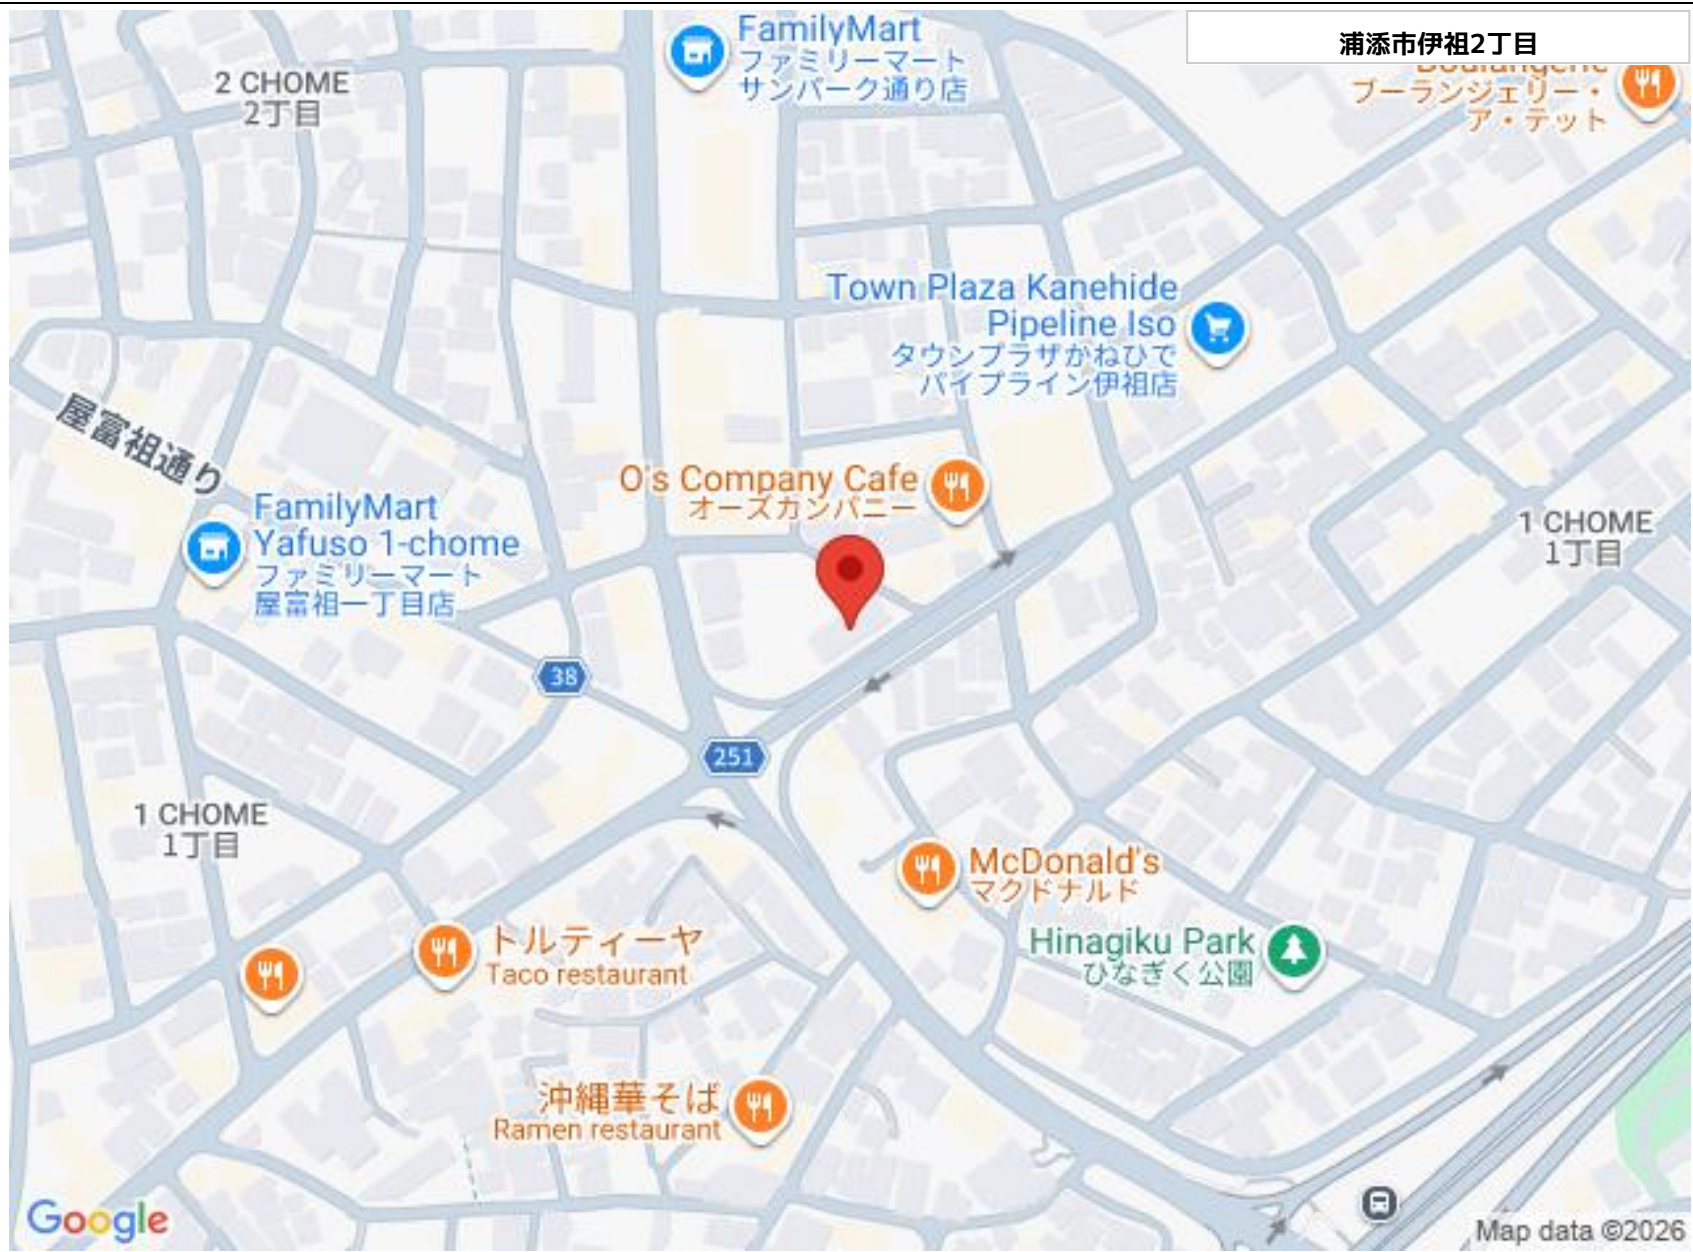 浦添市伊祖2丁目
FamilyMart
ファミリーマート
サンパーク通り店
2 CHOME
2丁目
Boulangerie
ブーランジェリー・
ア・テット
Town Plaza Kanehide
Pipeline Iso
タウンプラザかねひで
パイプライン伊祖店
屋富祖通り
O's Company Cafe
オーズカンパニー
FamilyMart
Yafuso 1-chome
ファミリーマート
屋富祖一丁目店
1 CHOME
1丁目
38
251
1 CHOME
1丁目
McDonald's
マクドナルド
トルティーヤ
Taco restaurant
Hinagiku Park
ひなぎく公園
沖縄華そば
Ramen restaurant
Google
Map data ©2026